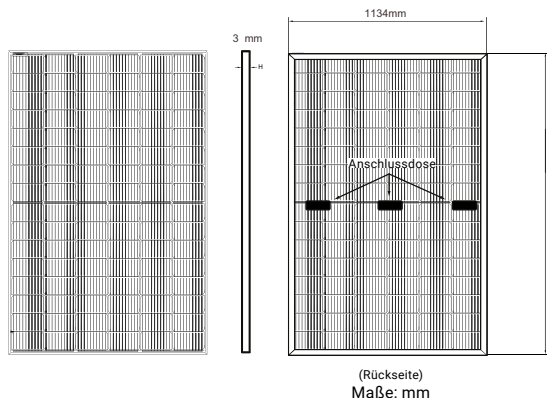 1134mm
3 mm
H
Anschlussdose
(Rückseite)
Maße: mm